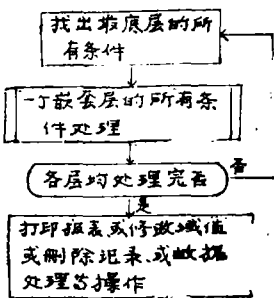 找出最底层的所
有条件
一个嵌套层的所有条
件处理
各层均处理完否
否
是
打印报表或修改域值
或删除记录、或数据
处理等操作